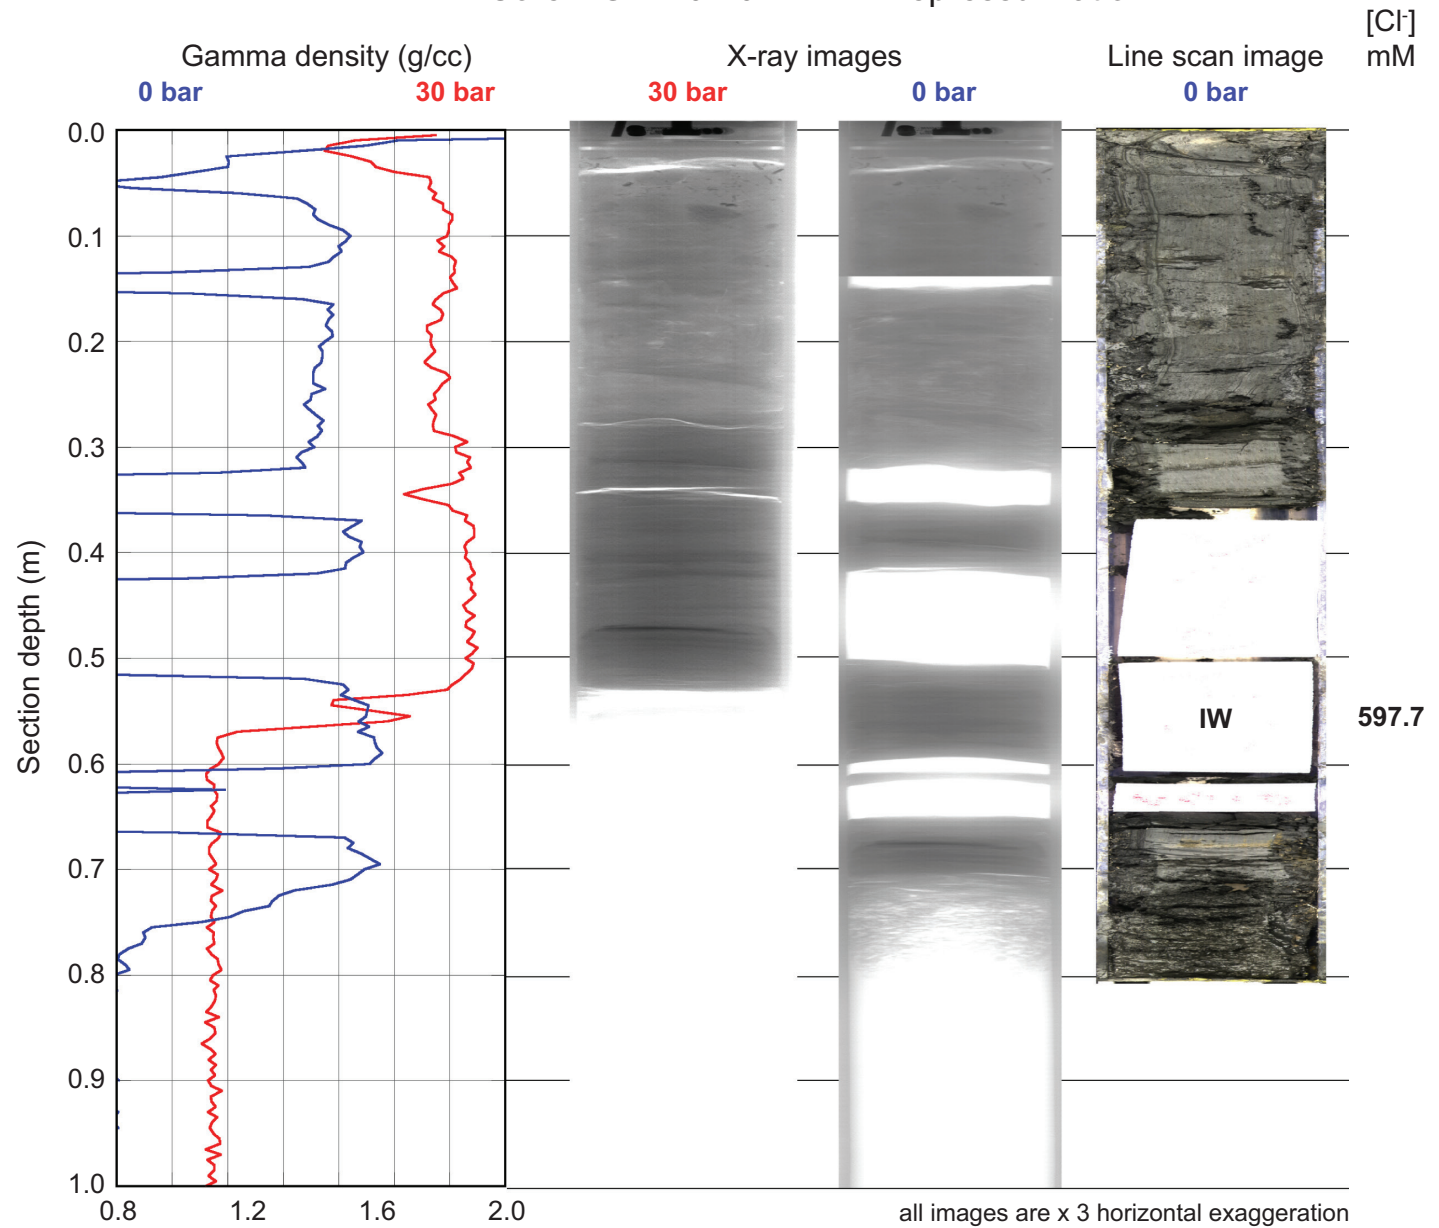 [Cl-]
Gamma density (g/cc) X-ray images Line scan image mM
0 bar 30 bar 30 bar 0 bar 0 bar
0.0
0.1
0.2
0.3
0.4
0.5
IW 597.7
0.6
0.7
0.8
0.9
1.0
Section depth (m)
0.8 1.2 1.6 2.0
all images are x 3 horizontal exaggeration